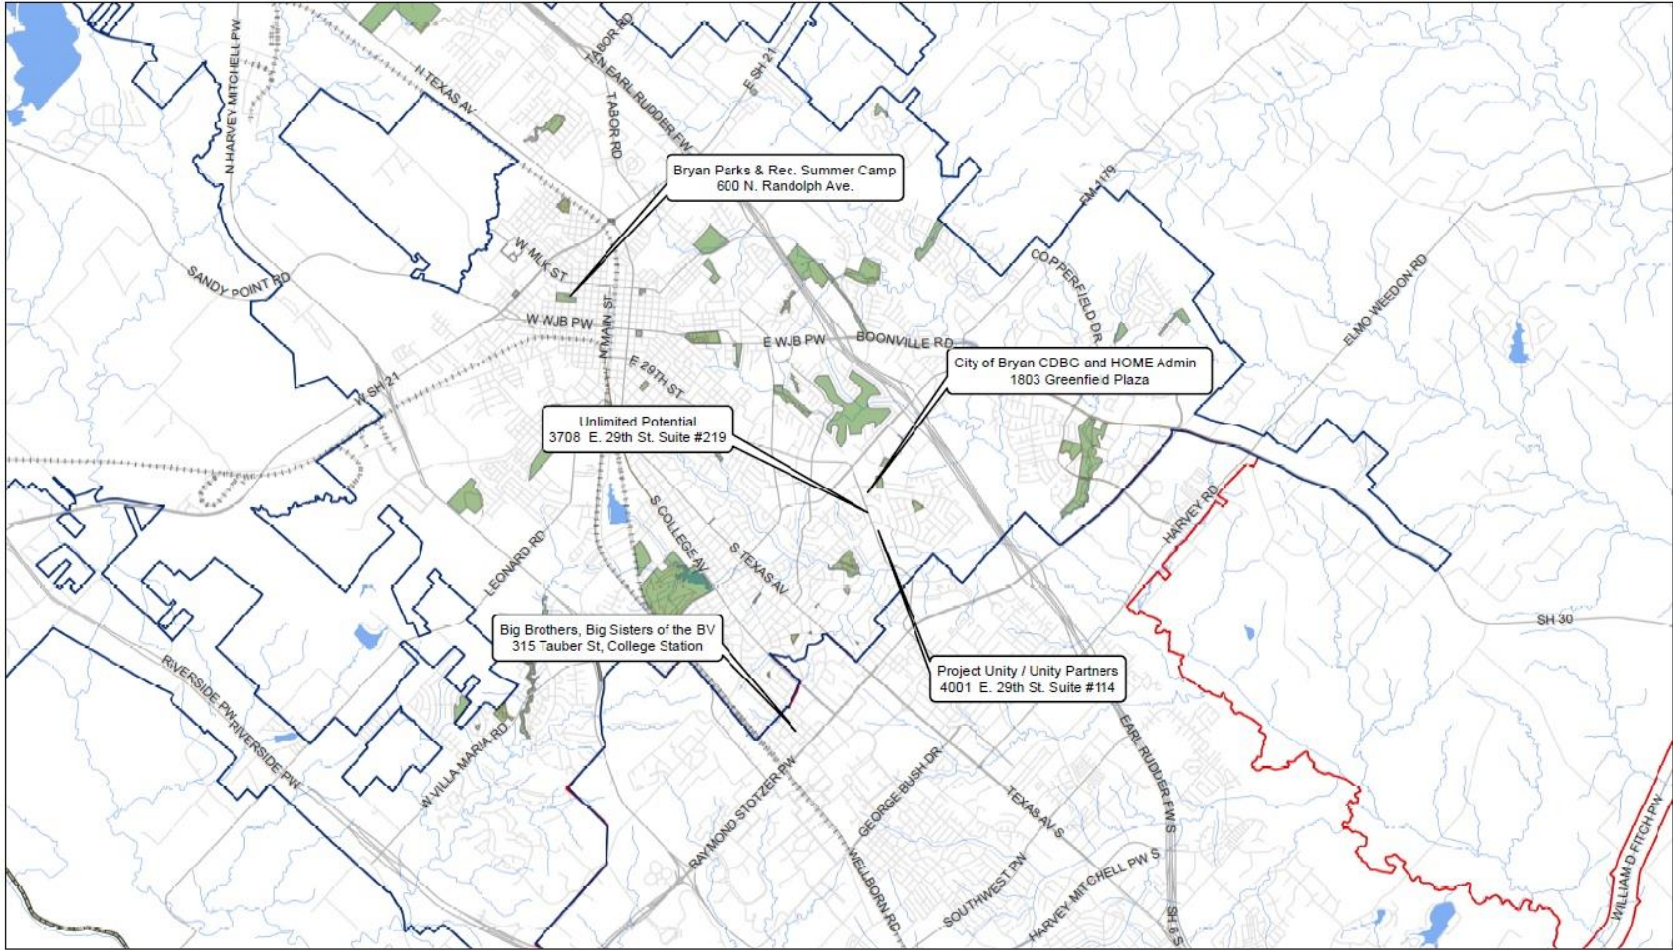 N HARVEY MITCHELL PW
N TEXAS AV
TABOR RD
N EARL RUDDER FW
E SH 21
TABOR RD
Bryan Parks & Rec. Summer Camp
600 N. Randolph Ave.
FM 1179
W MLK ST
SANDY POINT RD
COPPERFIELD DR
ELMO WEEDON RD
W WJB PW
N MAIN ST
E WJB PW
BOONVILLE RD
E 29TH ST
W SH 21
City of Bryan CDBG and HOME Admin
1803 Greenfield Plaza
Unlimited Potential
3708 E. 29th St. Suite #219
S COLLEGE AV
HARVEY RD
LEONARD RD
S TEXAS AV
SH 30
Big Brothers, Big Sisters of the BV
315 Tauber St, College Station
Project Unity / Unity Partners
4001 E. 29th St. Suite #114
RIVERSIDE PW
RIVERSIDE PW
W VILLA MARIA RD
EARL RUDDER FW S
RAYMOND STOTZER PW
GEORGE BUSH DR
TEXAS AV S
WELLBORN RD
SOUTHWEST PW
HARVEY MITCHELL PW S
SH 6 S
WILLIAM D FITCH PW